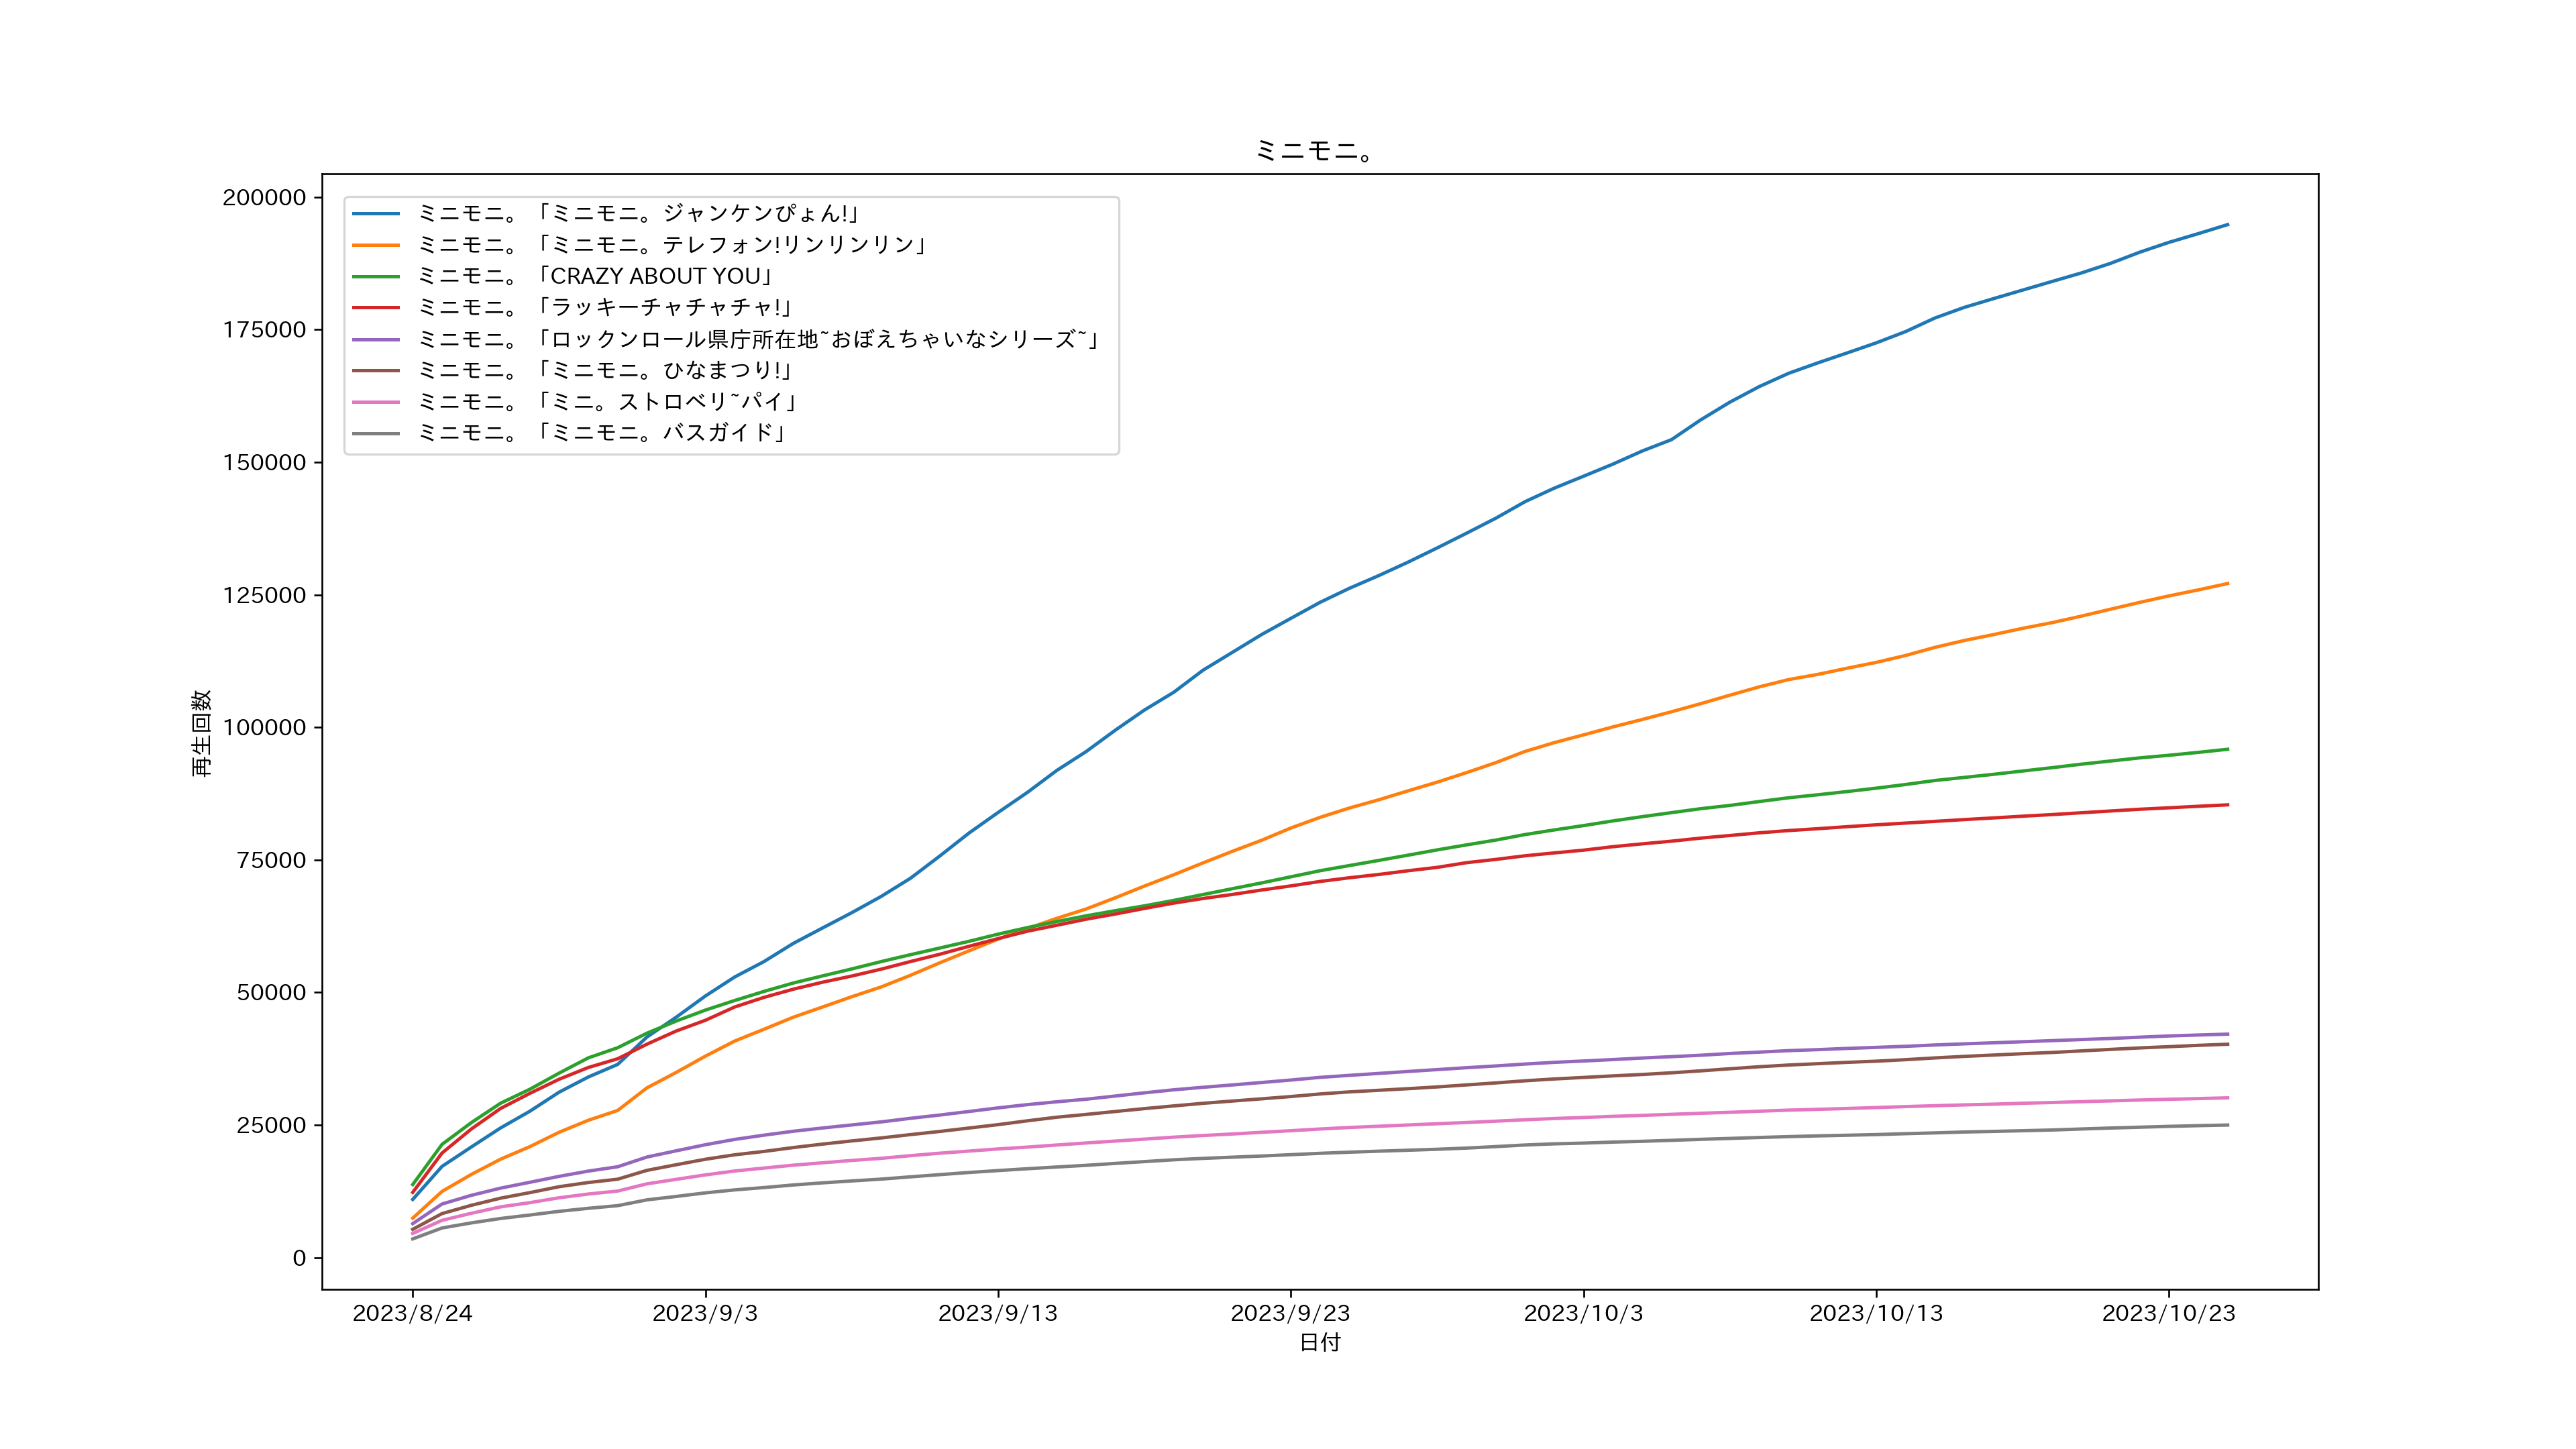 ミニモニ。
200000
175000
150000
125000
100000
75000
50000
25000
0
再生回数
ミニモニ。「ミニモニ。ジャンケンぴょん!」
ミニモニ。「ミニモニ。テレフォン!リンリンリン」
ミニモニ。「CRAZY ABOUT YOU」
ミニモニ。「ラッキーチャチャチャ!」
ミニモニ。「ロックンロール県庁所在地~おぼえちゃいなシリーズ~」
ミニモニ。「ミニモニ。ひなまつり!」
ミニモニ。「ミニ。ストロベリ~パイ」
ミニモニ。「ミニモニ。バスガイド」
2023/8/24 2023/9/3 2023/9/13 2023/9/23 2023/10/3 2023/10/13 2023/10/23
日付